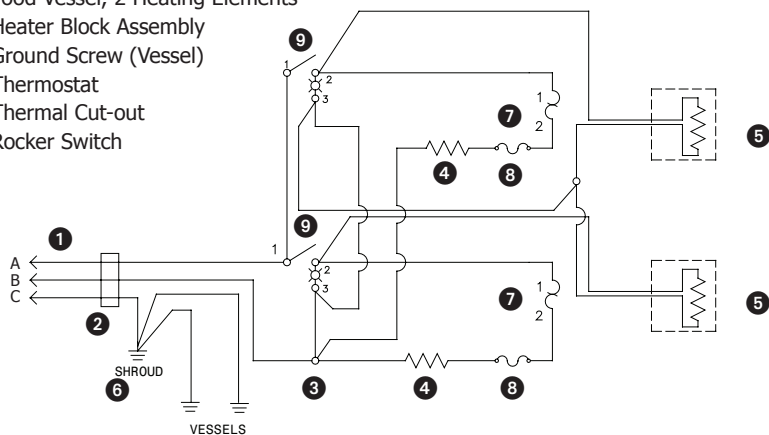 Food Vessel, 2 Heating Elements
Heater Block Assembly
Ground Screw (Vessel)
Thermostat
Thermal Cut-out
Rocker Switch
9
1
2
3
7
1
2
4
8
5
9
1
2
3
7
1
2
5
1
A
B
C
2
6
SHROUD
3
4
8
VESSELS